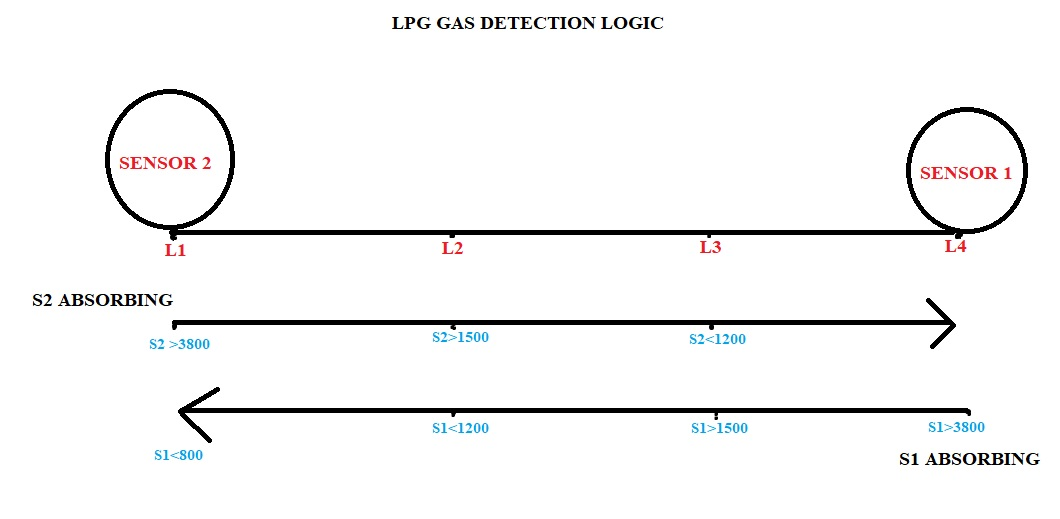 LPG GAS DETECTION LOGIC
SENSOR 2
SENSOR 1
L1
L2
L3
L4
S2 ABSORBING
S2 >3800
S2>1500
S2<1200
S1<800
S1<1200
S1>1500
S1>3800
S1 ABSORBING